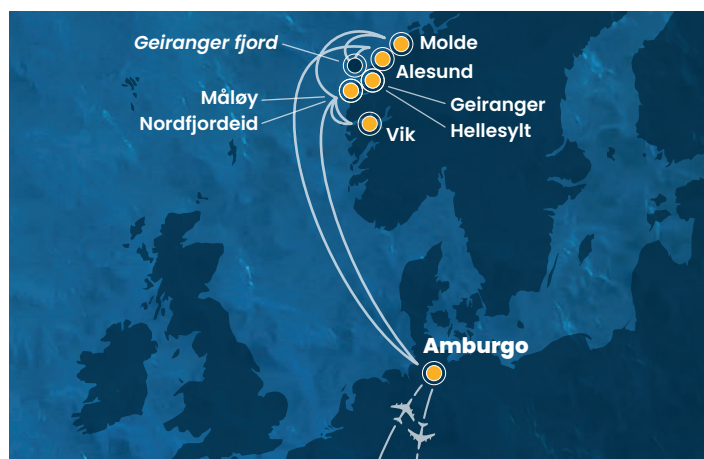 Geiranger fjord
Molde
Alesund
Måløy
Nordfjordeid
Geiranger
Hellesylt
Vik
Amburgo